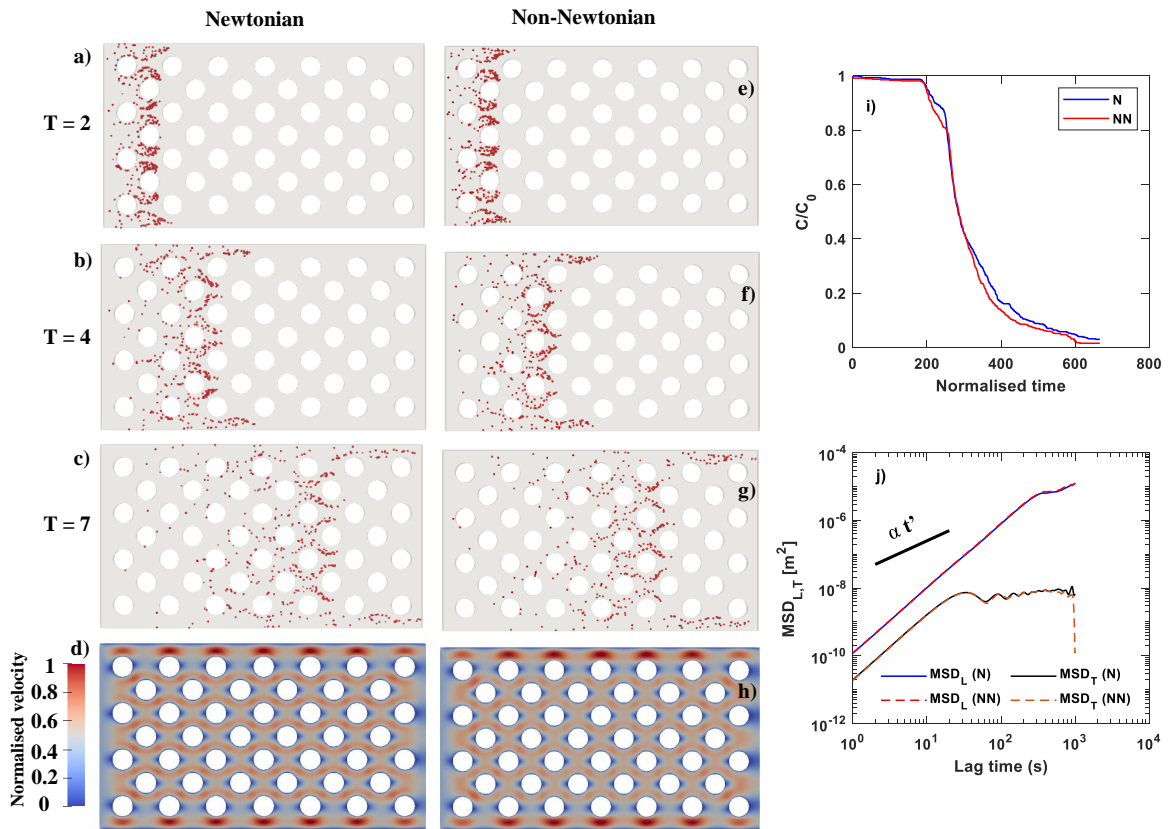 Newtonian
Non-Newtonian
a)
e)
T = 2
b)
f)
T = 4
c)
g)
T = 7
d)
h)
Normalised velocity
1
0.8
0.6
0.4
0.2
0
i)
N
NN
1
0.8
0.6
0.4
0.2
0
C/C0
0 200 400 600 800
Normalised time
j)
α t'
10^-4
10^-6
10^-8
10^-10
10^-12
MSD_L,T [m²]
MSD_L (N) MSD_T (N)
MSD_L (NN) MSD_T (NN)
10^0 10^1 10^2 10^3 10^4
Lag time (s)